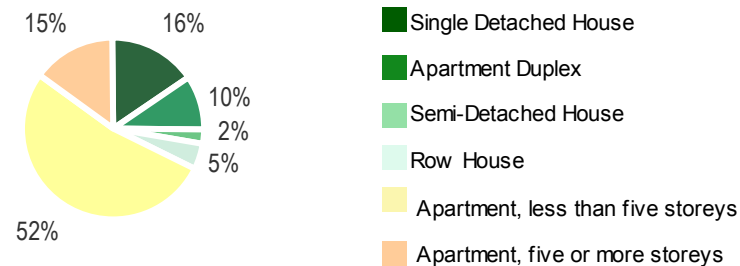 15%
16%
10%
2%
5%
52%
Single Detached House
Apartment Duplex
Semi-Detached House
Row House
Apartment, less than five storeys
Apartment, five or more storeys